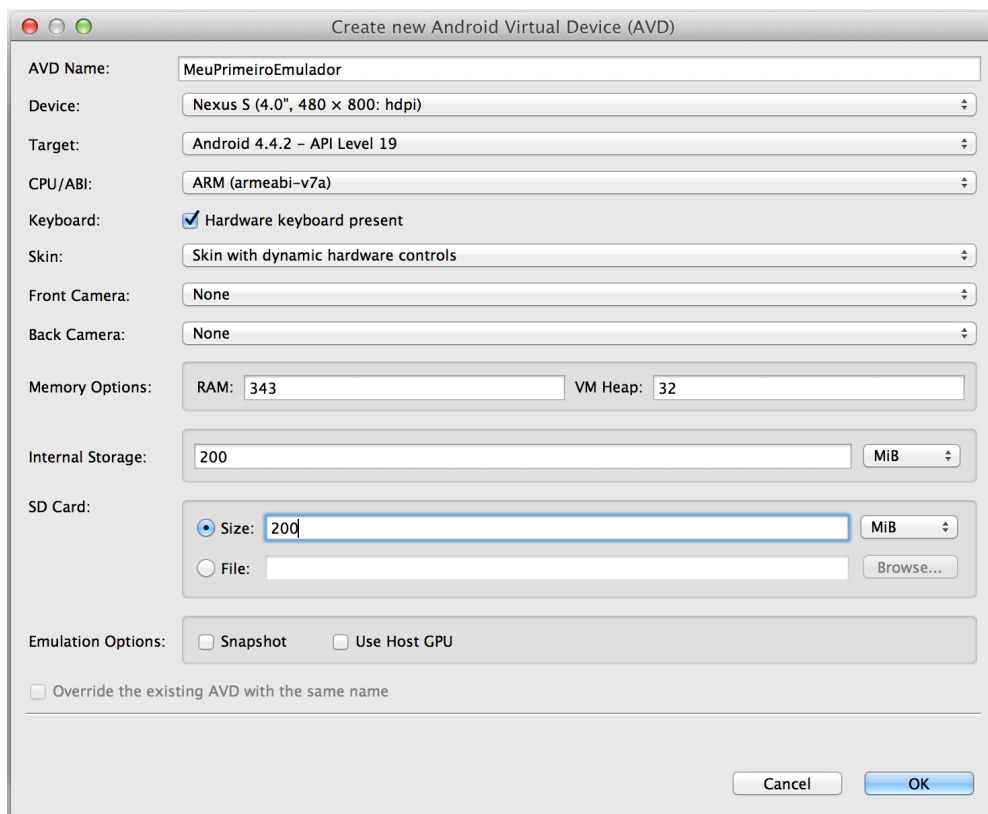 Create new Android Virtual Device (AVD)
AVD Name: MeuPrimeiroEmulador
Device: Nexus S (4.0", 480 × 800: hdpi)
Target: Android 4.4.2 – API Level 19
CPU/ABI: ARM (armeabi-v7a)
Keyboard: Hardware keyboard present
Skin: Skin with dynamic hardware controls
Front Camera: None
Back Camera: None
Memory Options: RAM: 343 VM Heap: 32
Internal Storage: 200 MiB
SD Card:
Size: 200 MiB
File: Browse...
Emulation Options: Snapshot Use Host GPU
Override the existing AVD with the same name
Cancel OK